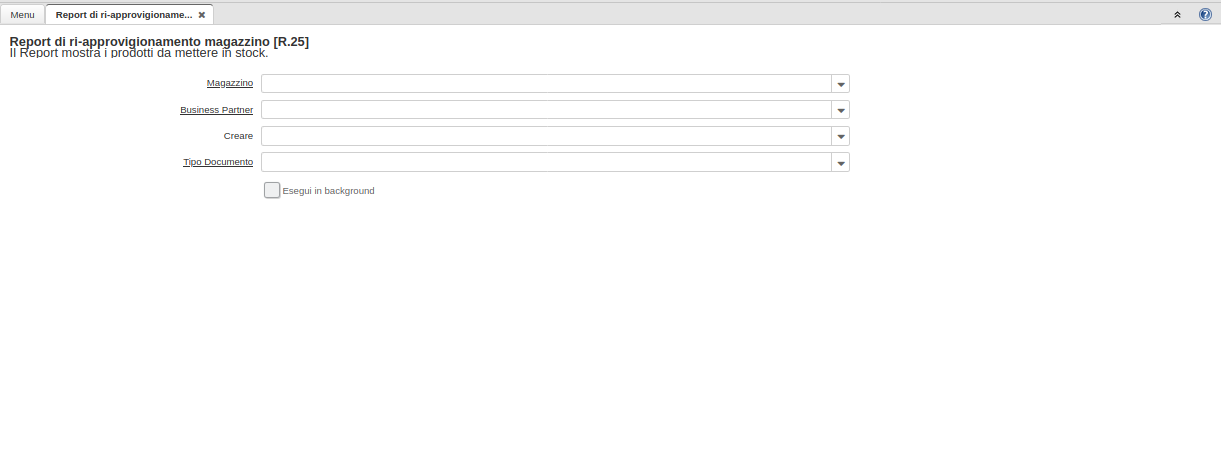 Menu
Report di ri-approvigioname...
Report di ri-approvigionamento magazzino [R.25]
Il Report mostra i prodotti da mettere in stock.
Magazzino
Business Partner
Creare
Tipo Documento
Esegui in background